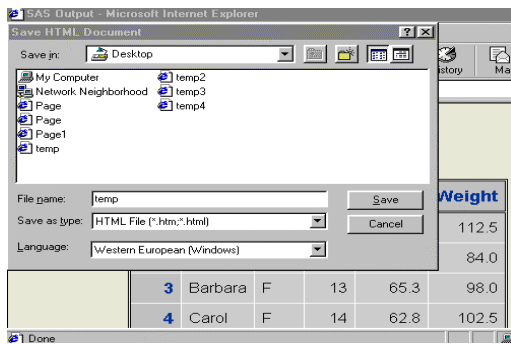 SAS Output - Microsoft Internet Explorer
Save HTML Document
Save in: Desktop
My Computer
Network Neighborhood
Page
Page
Page1
temp
temp2
temp3
temp4
istory
Ma
File name: temp Save
Save as type: HTML File (*.htm;*.html) Cancel
Language: Western European (Windows)
Weight
112.5
84.0
3 Barbara F 13 65.3 98.0
4 Carol F 14 62.8 102.5
Done